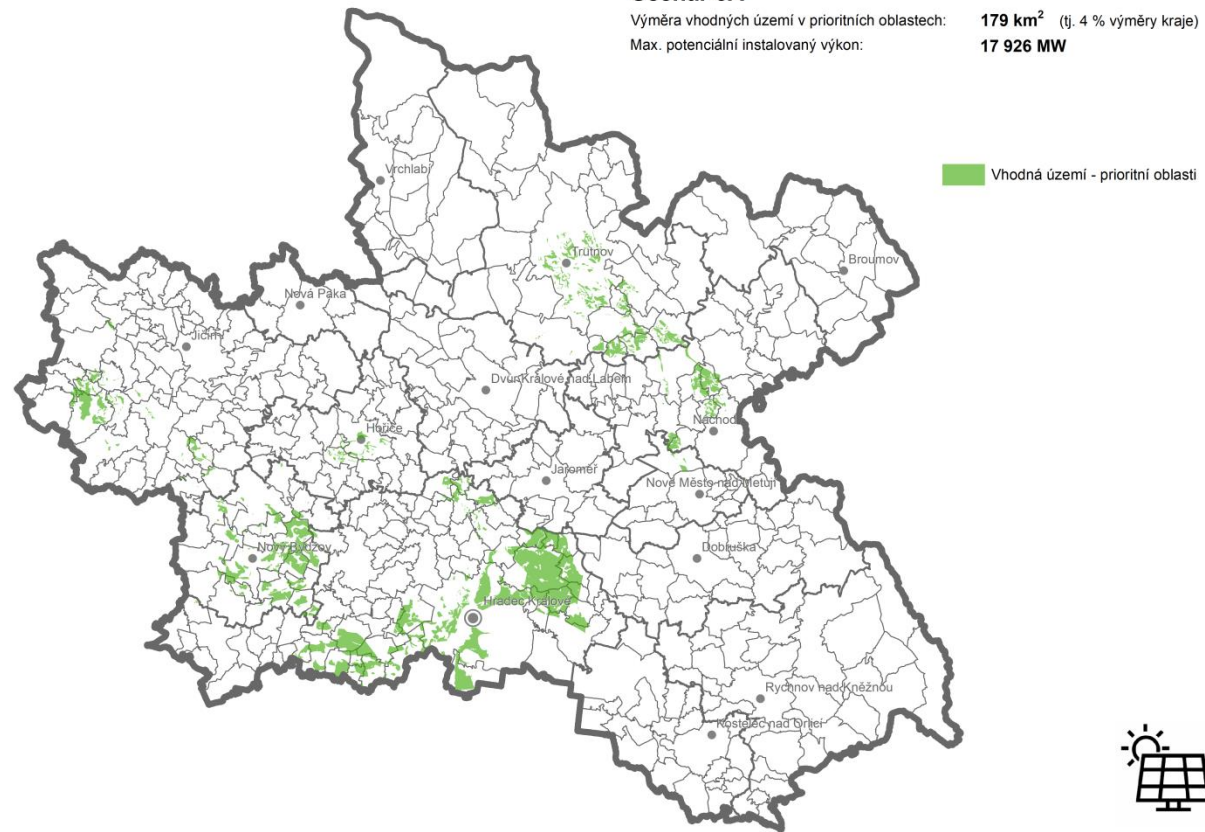 Výměra vhodných území v prioritních oblastech: 179 km² (tj. 4 % výměry kraje)
Max. potenciální instalovaný výkon: 17 926 MW
Vrchlabí
Vhodná území - prioritní oblasti
Trutnov
Broumov
Nová Paka
Jičín
Dvůr Králové nad Labem
Náchod
Hořice
Jaroměř
Nové Město nad Metují
Nový Bydžov
Dobruška
Hradec Králové
Rychnov nad Kněžnou
Kostelec nad Orlicí